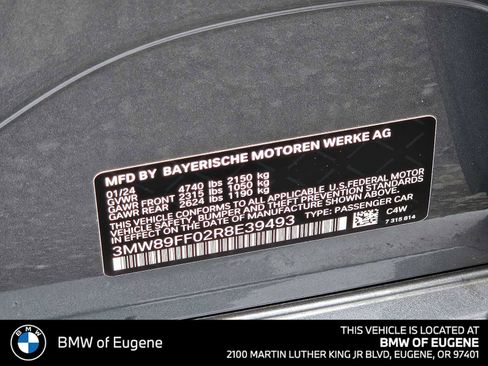 MFD BY BAYERISCHE MOTOREN WERKE AG
01/24
GVWR 4740 lbs 2150 kg
GAWR FRONT 2315 lbs 1050 kg
GAWR REAR 2624 lbs 1190 kg
THIS VEHICLE CONFORMS TO ALL APPLICABLE U.S.FEDERAL MOTOR
VEHICLE SAFETY, BUMPER AND THEFT PREVENTION STANDARDS
IN EFFECT ON THE DATE OF MANUFACTURE SHOWN ABOVE.
3MW89FF02R8E39493 TYPE: PASSENGER CAR
C4W
7 315 614
BMW
BMW of Eugene
THIS VEHICLE IS LOCATED AT
BMW OF EUGENE
2100 MARTIN LUTHER KING JR BLVD, EUGENE, OR 97401